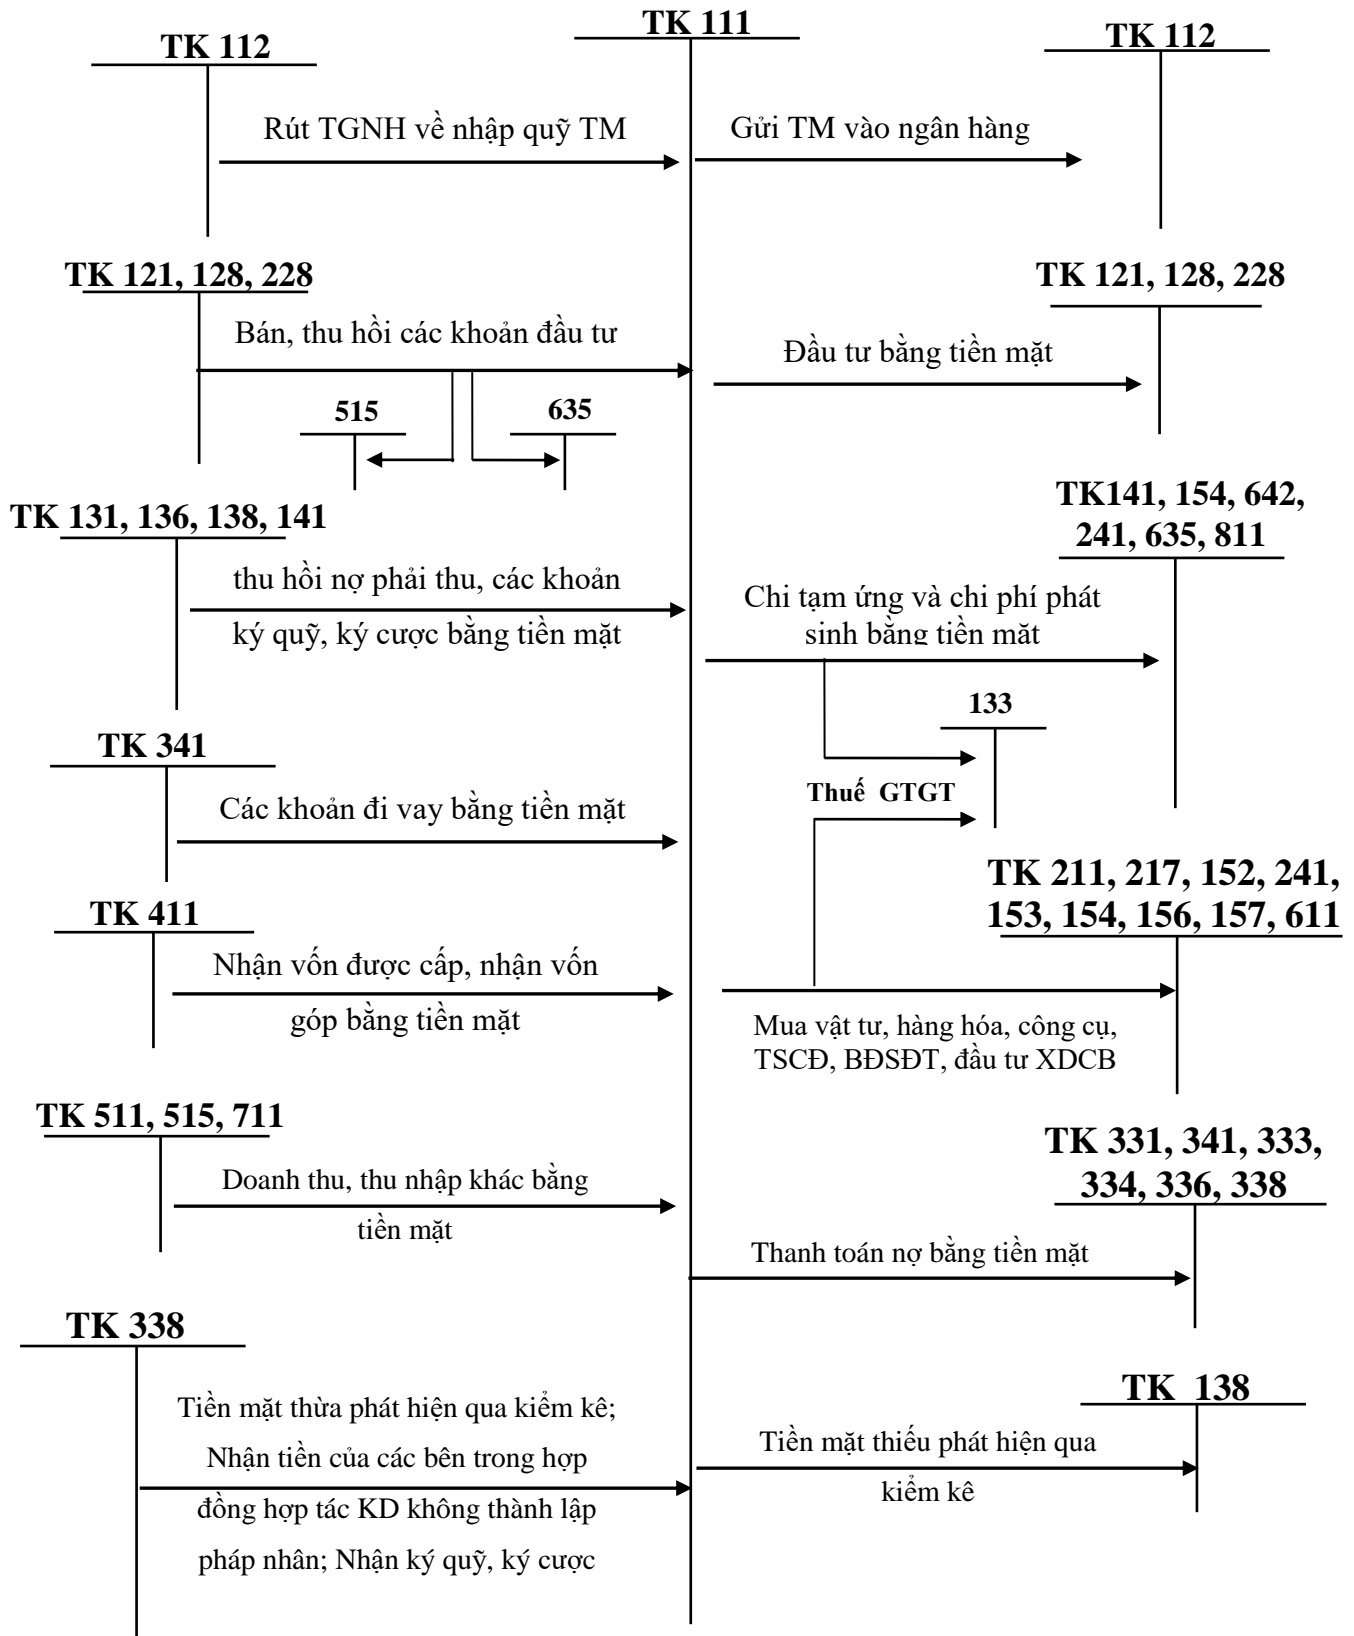 TK 111
TK 112
TK 112
Rút TGNH về nhập quỹ TM
Gửi TM vào ngân hàng
TK 121, 128, 228
TK 121, 128, 228
Bán, thu hồi các khoản đầu tư
Đầu tư bằng tiền mặt
515
635
TK 131, 136, 138, 141
TK141, 154, 642,
241, 635, 811
thu hồi nợ phải thu, các khoản
ký quỹ, ký cược bằng tiền mặt
Chi tạm ứng và chi phí phát
sinh bằng tiền mặt
133
TK 341
Thuế GTGT
Các khoản đi vay bằng tiền mặt
TK 211, 217, 152, 241,
153, 154, 156, 157, 611
TK 411
Nhận vốn được cấp, nhận vốn
góp bằng tiền mặt
Mua vật tư, hàng hóa, công cụ,
TSCĐ, BĐSĐT, đầu tư XDCB
TK 511, 515, 711
TK 331, 341, 333,
334, 336, 338
Doanh thu, thu nhập khác bằng
tiền mặt
Thanh toán nợ bằng tiền mặt
TK 338
TK 138
Tiền mặt thừa phát hiện qua kiểm kê;
Nhận tiền của các bên trong hợp
đồng hợp tác KD không thành lập
pháp nhân; Nhận ký quỹ, ký cược
Tiền mặt thiếu phát hiện qua
kiểm kê